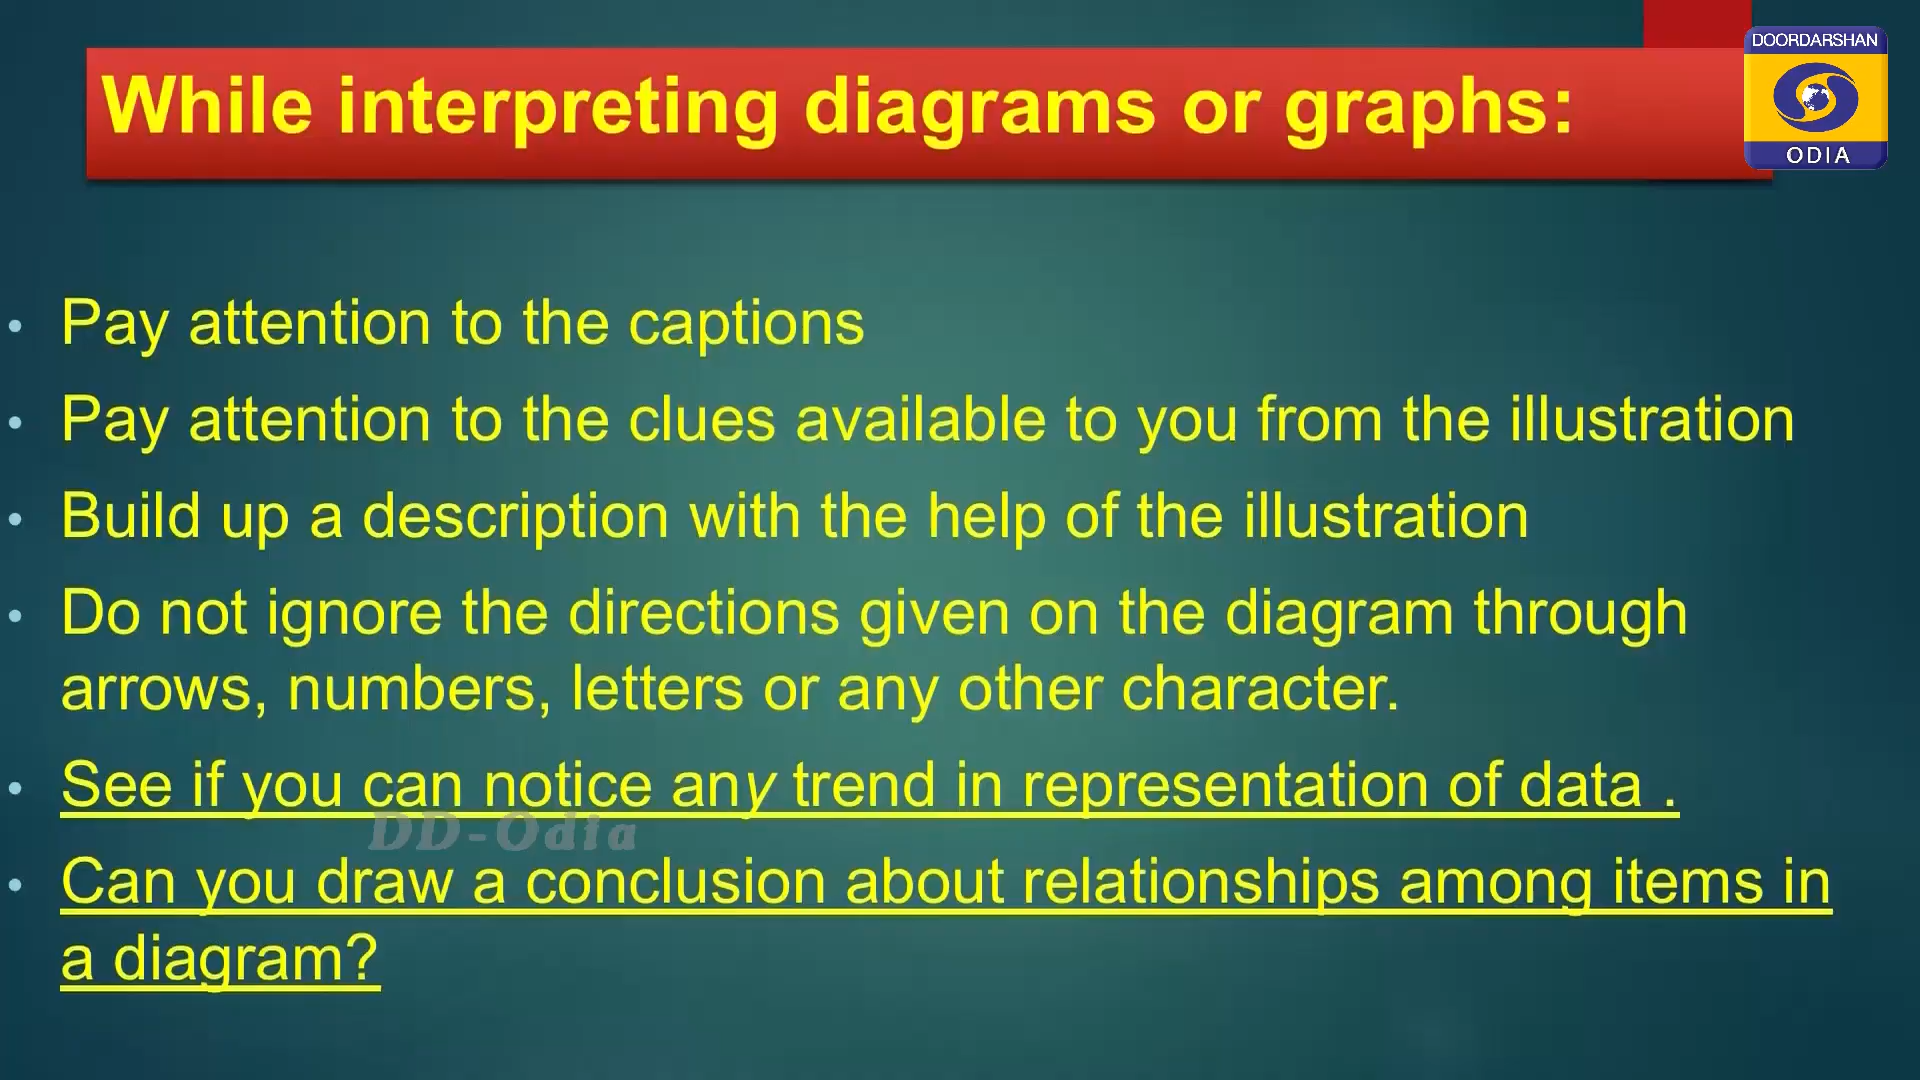 DOORDARSHAN
While interpreting diagrams or graphs:
ODIA
• Pay attention to the captions
• Pay attention to the clues available to you from the illustration
• Build up a description with the help of the illustration
• Do not ignore the directions given on the diagram through
arrows, numbers, letters or any other character.
• See if you can notice any trend in representation of data .
DD-Odia
• Can you draw a conclusion about relationships among items in
a diagram?